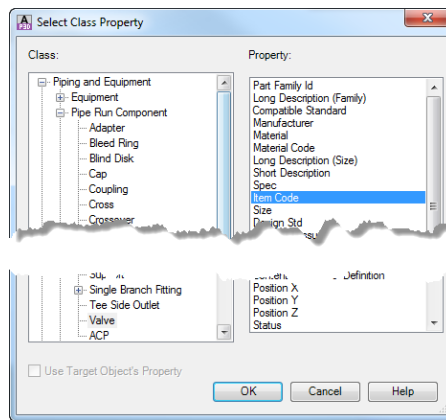 Select Class Property
Class:
Property:
Piping and Equipment
Equipment
Pipe Run Component
Adapter
Bleed Ring
Blind Disk
Cap
Coupling
Cross
Crossover
Single Branch Fitting
Tee Side Outlet
Valve
ACP
Part Family Id
Long Description (Family)
Compatible Standard
Manufacturer
Material
Material Code
Long Description (Size)
Short Description
Spec
Item Code
Size
Design Std
Definition
Position X
Position Y
Position Z
Status
Use Target Object's Property
OK
Cancel
Help